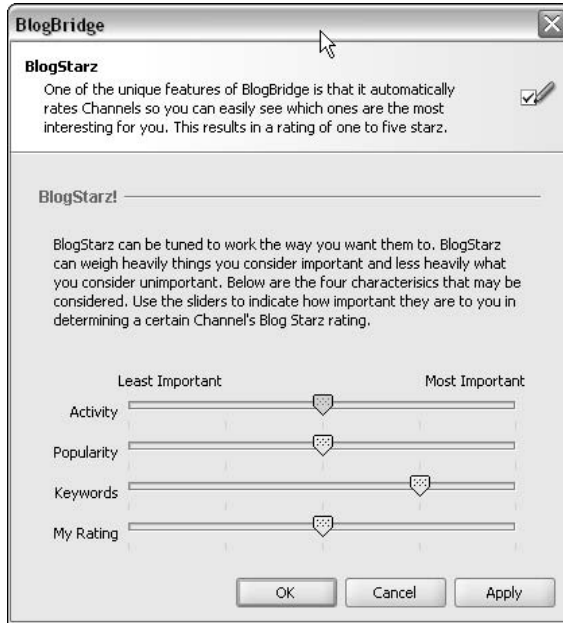 BlogBridge
BlogStarz
One of the unique features of BlogBridge is that it automatically
rates Channels so you can easily see which ones are the most
interesting for you. This results in a rating of one to five starz.
BlogStarz!
BlogStarz can be tuned to work the way you want them to. BlogStarz
can weigh heavily things you consider important and less heavily what
you consider unimportant. Below are the four characterisics that may be
considered. Use the sliders to indicate how important they are to you in
determining a certain Channel's Blog Starz rating.
Least Important Most Important
Activity
Popularity
Keywords
My Rating
OK Cancel Apply